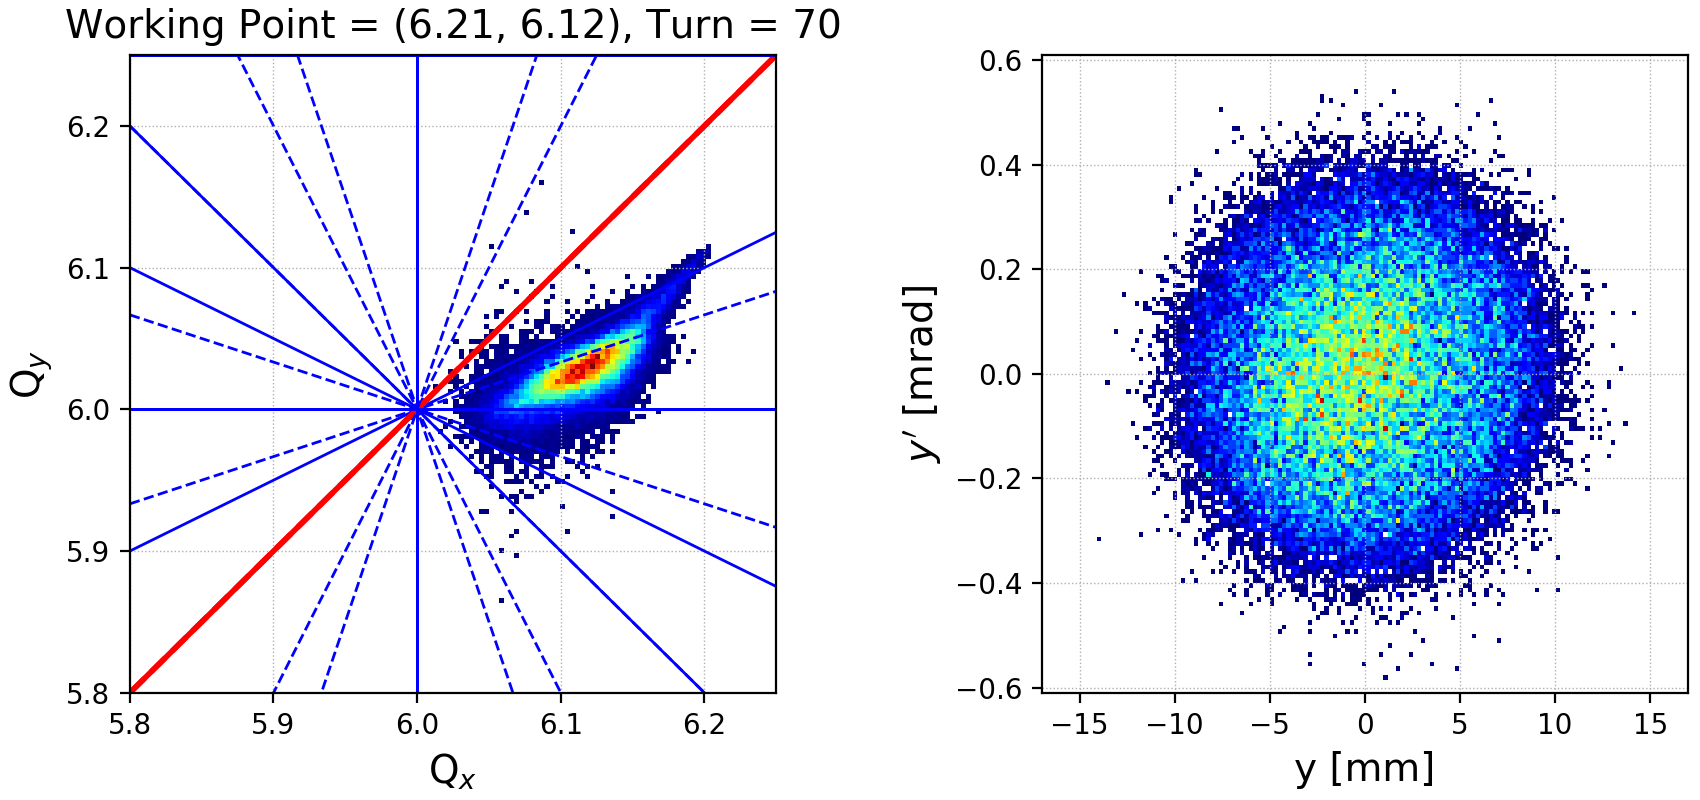 Working Point = (6.21, 6.12), Turn = 70
6.2
6.1
6.0
5.9
5.8
Qy
5.8 5.9 6.0 6.1 6.2
Qx
0.6
0.4
0.2
0.0
−0.2
−0.4
−0.6
y′ [mrad]
−15 −10 −5 0 5 10 15
y [mm]